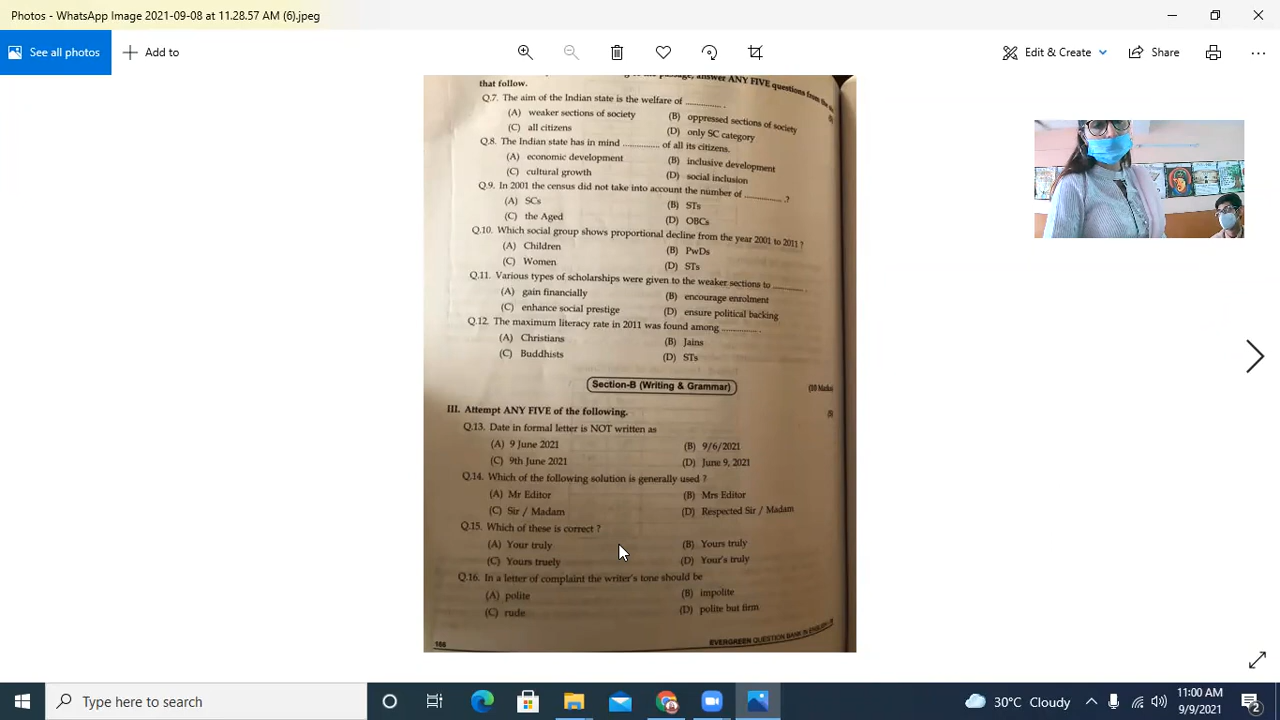 Photos - WhatsApp Image 2021-09-08 at 11.28.57 AM (6).jpeg
See all photos
Add to
Edit & Create
Share
passage, answer ANY FIVE questions from the
that follow.
Q.7. The aim of the Indian state is the welfare of ............ .
(A) weaker sections of society (B) oppressed sections of society
(C) all citizens (D) only SC category
Q.8. The Indian state has in mind ............ of all its citizens.
(A) economic development (B) inclusive development
(C) cultural growth (D) social inclusion
Q.9. In 2001 the census did not take into account the number of ............ .?
(A) SCs (B) STs
(C) the Aged (D) OBCs
Q.10. Which social group shows proportional decline from the year 2001 to 2011 ?
(A) Children (B) PwDs
(C) Women (D) STs
Q.11. Various types of scholarships were given to the weaker sections to ............ .
(A) gain financially (B) encourage enrolment
(C) enhance social prestige (D) ensure political backing
Q.12. The maximum literacy rate in 2011 was found among ............ .
(A) Christians (B) Jains
(C) Buddhists (D) STs
Section-B (Writing & Grammar) (10 Marks)
III. Attempt ANY FIVE of the following. (5)
Q.13. Date in formal letter is NOT written as
(A) 9 June 2021 (B) 9/6/2021
(C) 9th June 2021 (D) June 9, 2021
Q.14. Which of the following solution is generally used ?
(A) Mr Editor (B) Mrs Editor
(C) Sir / Madam (D) Respected Sir / Madam
Q.15. Which of these is correct ?
(A) Your truly (B) Yours truly
(C) Yours truely (D) Your's truly
Q.16. In a letter of complaint the writer's tone should be
(A) polite (B) impolite
(C) rude (D) polite but firm
EVERGREEN QUESTION BANK IN ENGLISH
Type here to search
30°C Cloudy
11:00 AM
9/9/2021
2